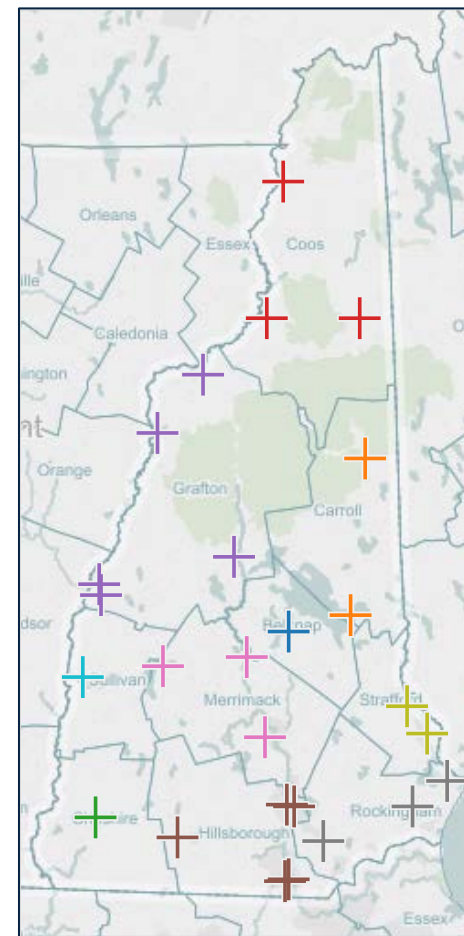 Orleans
Essex
Coos
ille
Caledonia
ington
nt
Orange
Grafton
Carroll
dsor
Belknap
Sullivan
Merrimack
Strafford
Cheshire
Hillsborough
Rockingham
Essex